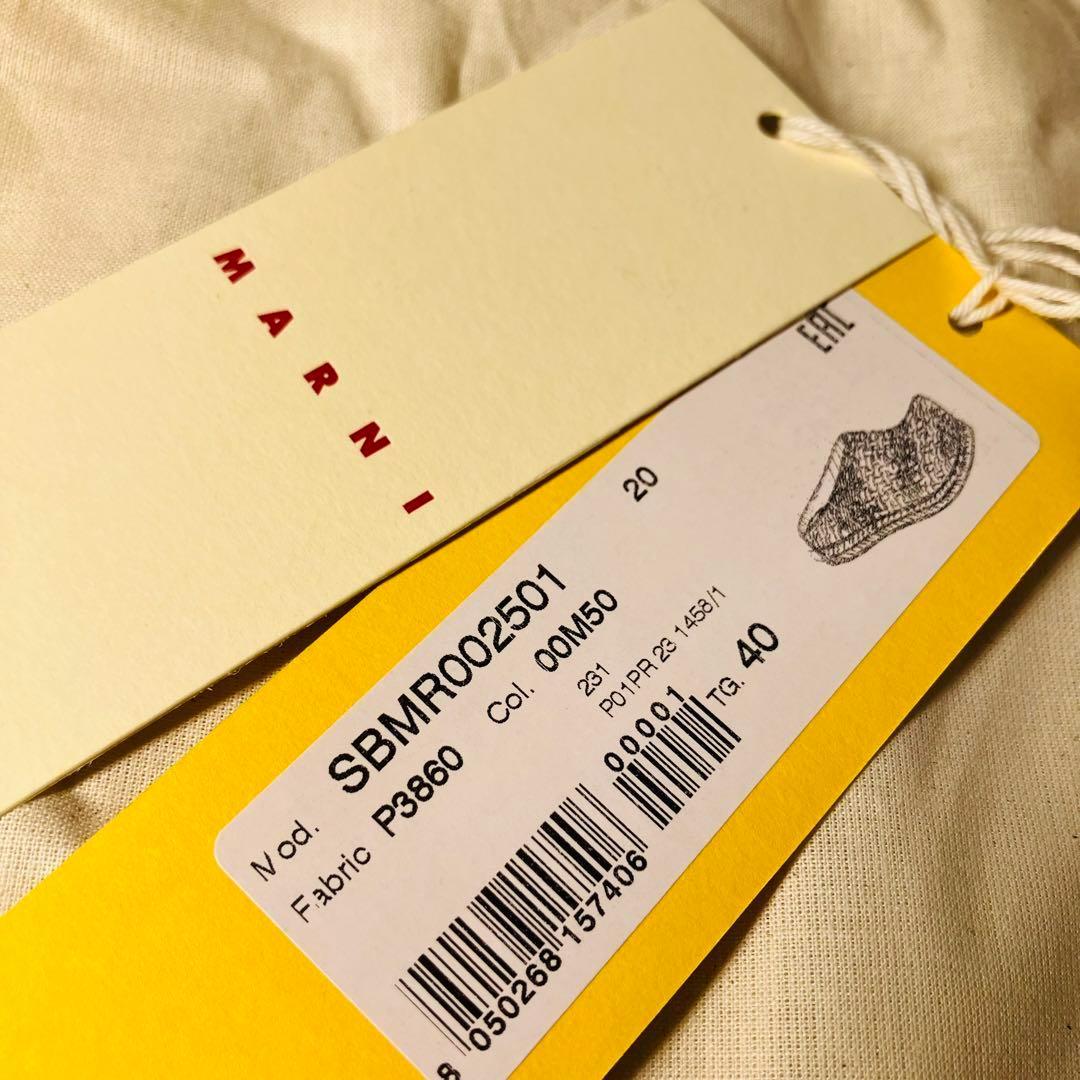 MARNI
EAC
20
Mod. SBMR002501
Fabric P3860 Col. 00M50
231
P01PR 23 1458/1
00001 TG. 40
8 050268 157406